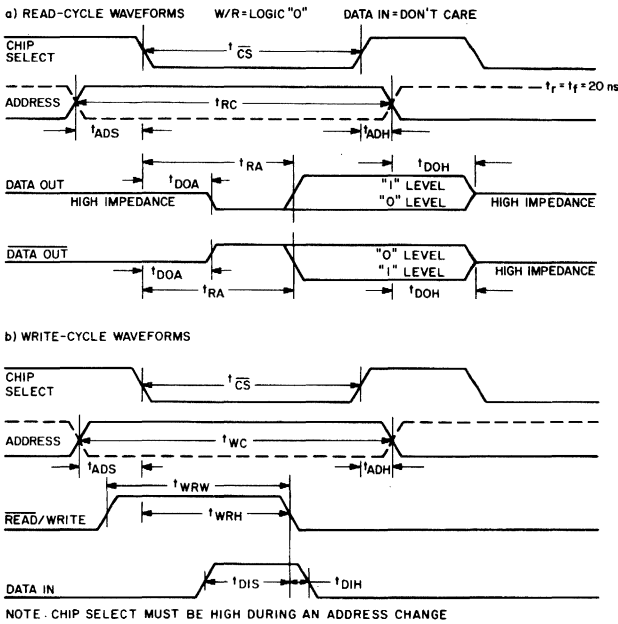 a) READ-CYCLE WAVEFORMS W/R=LOGIC "O" DATA IN=DON'T CARE
CHIP SELECT
t CS
ADDRESS
tRC
tr = tf = 20 ns
tADS
tADH
tRA
tDOH
DATA OUT
tDOA
"1" LEVEL
HIGH IMPEDANCE
"0" LEVEL
HIGH IMPEDANCE
DATA OUT
"0" LEVEL
tDOA
"1" LEVEL
HIGH IMPEDANCE
tRA
tDOH
b) WRITE-CYCLE WAVEFORMS
CHIP SELECT
t CS
ADDRESS
tWC
tADS
tADH
tWRW
READ/WRITE
tWRH
DATA IN
tDIS
tDIH
NOTE. CHIP SELECT MUST BE HIGH DURING AN ADDRESS CHANGE